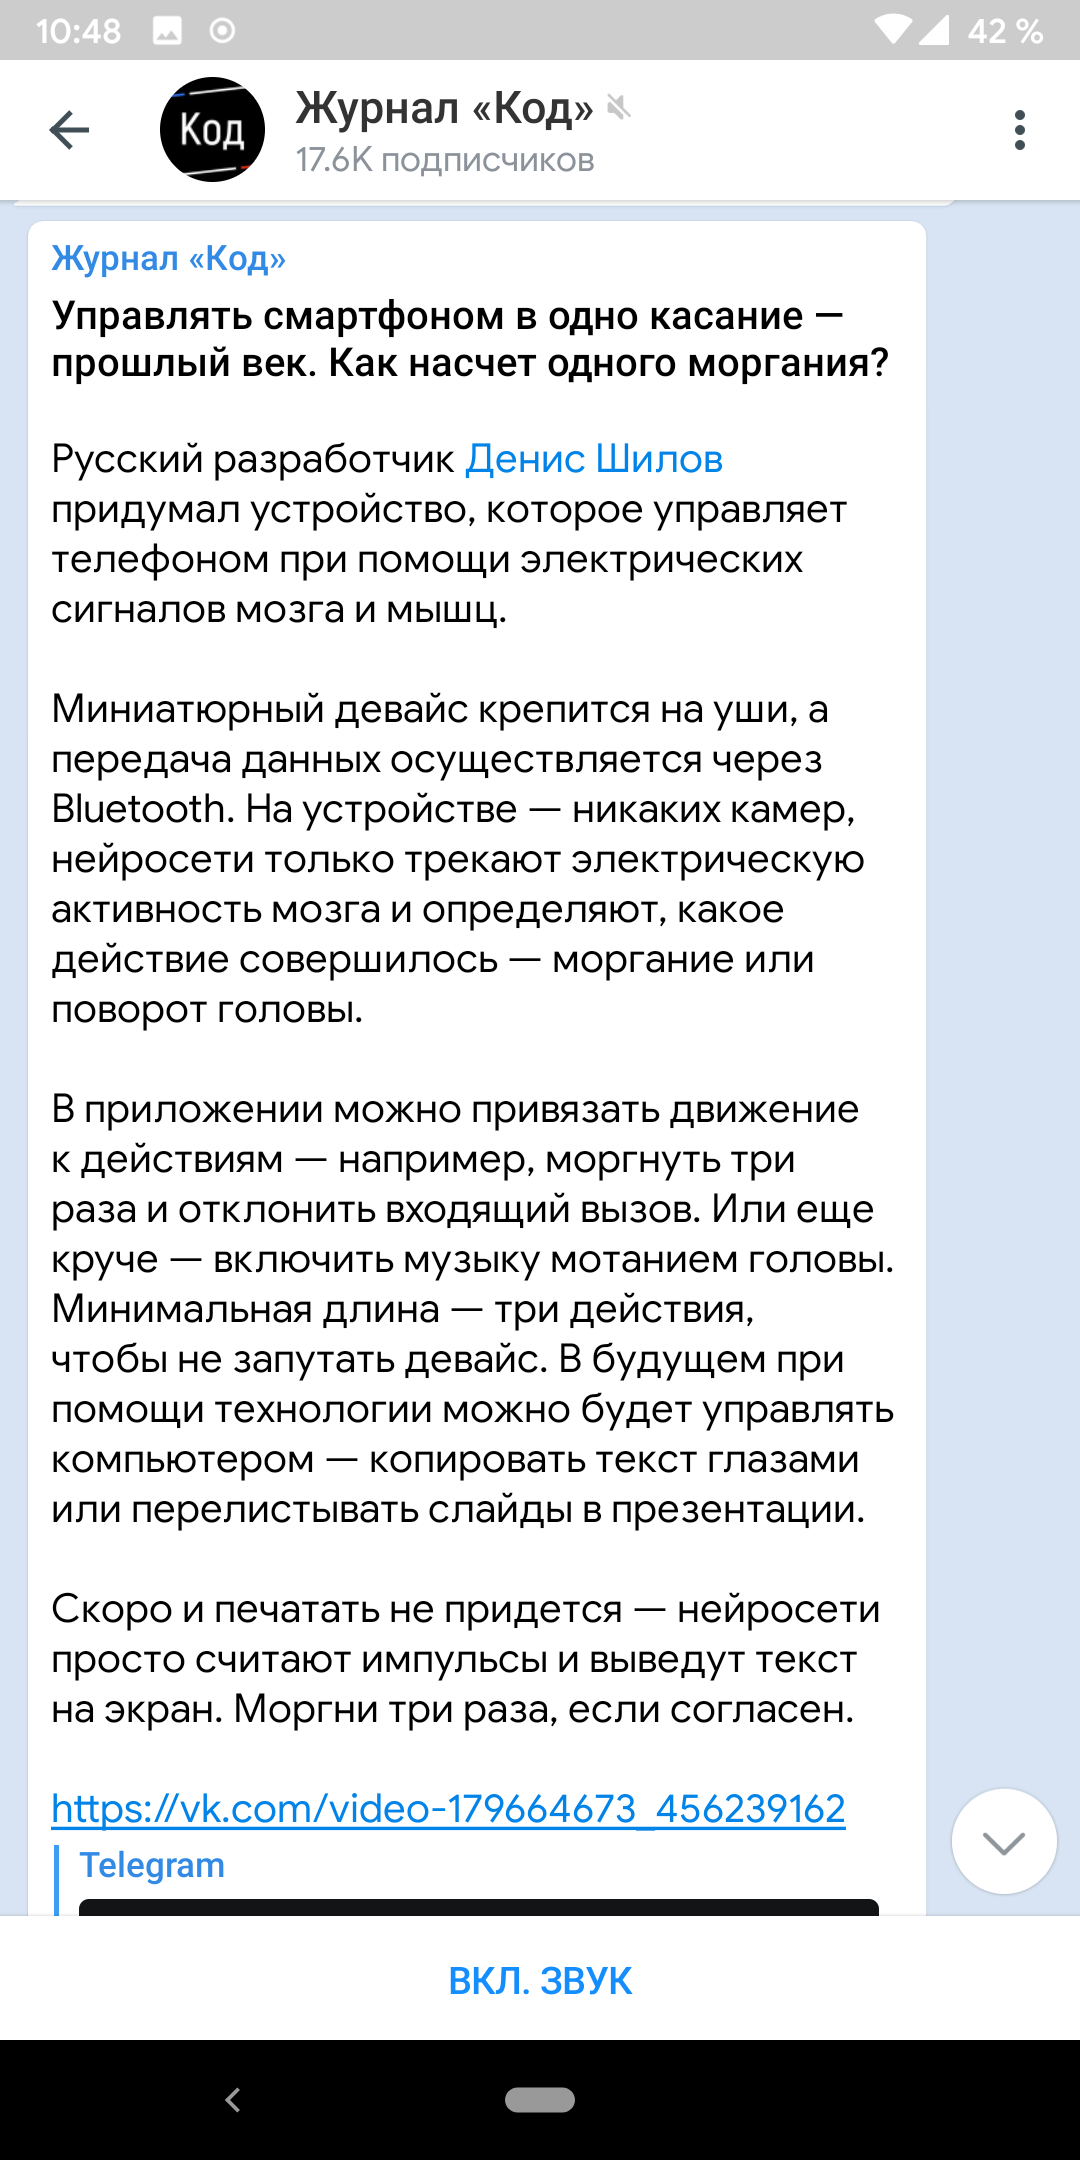 10:48
42 %
Код
Журнал «Код»
17.6K подписчиков
Журнал «Код»
Управлять смартфоном в одно касание —
прошлый век. Как насчет одного моргания?
Русский разработчик Денис Шилов
придумал устройство, которое управляет
телефоном при помощи электрических
сигналов мозга и мышц.
Миниатюрный девайс крепится на уши, а
передача данных осуществляется через
Bluetooth. На устройстве — никаких камер,
нейросети только трекают электрическую
активность мозга и определяют, какое
действие совершилось — моргание или
поворот головы.
В приложении можно привязать движение
к действиям — например, моргнуть три
раза и отклонить входящий вызов. Или еще
круче — включить музыку мотанием головы.
Минимальная длина — три действия,
чтобы не запутать девайс. В будущем при
помощи технологии можно будет управлять
компьютером — копировать текст глазами
или перелистывать слайды в презентации.
Скоро и печатать не придется — нейросети
просто считают импульсы и выведут текст
на экран. Моргни три раза, если согласен.
https://vk.com/video-179664673_456239162
Telegram
ВКЛ. ЗВУК